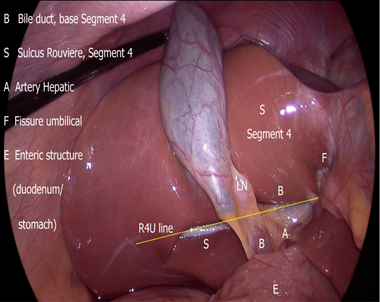 B Bile duct, base Segment 4
S Sulcus Rouviere, Segment 4
A Artery Hepatic
F Fissure umbilical
E Enteric structure
(duodenum/
stomach)
S
Segment 4
F
LN
B
R4U line
A
S
B
E